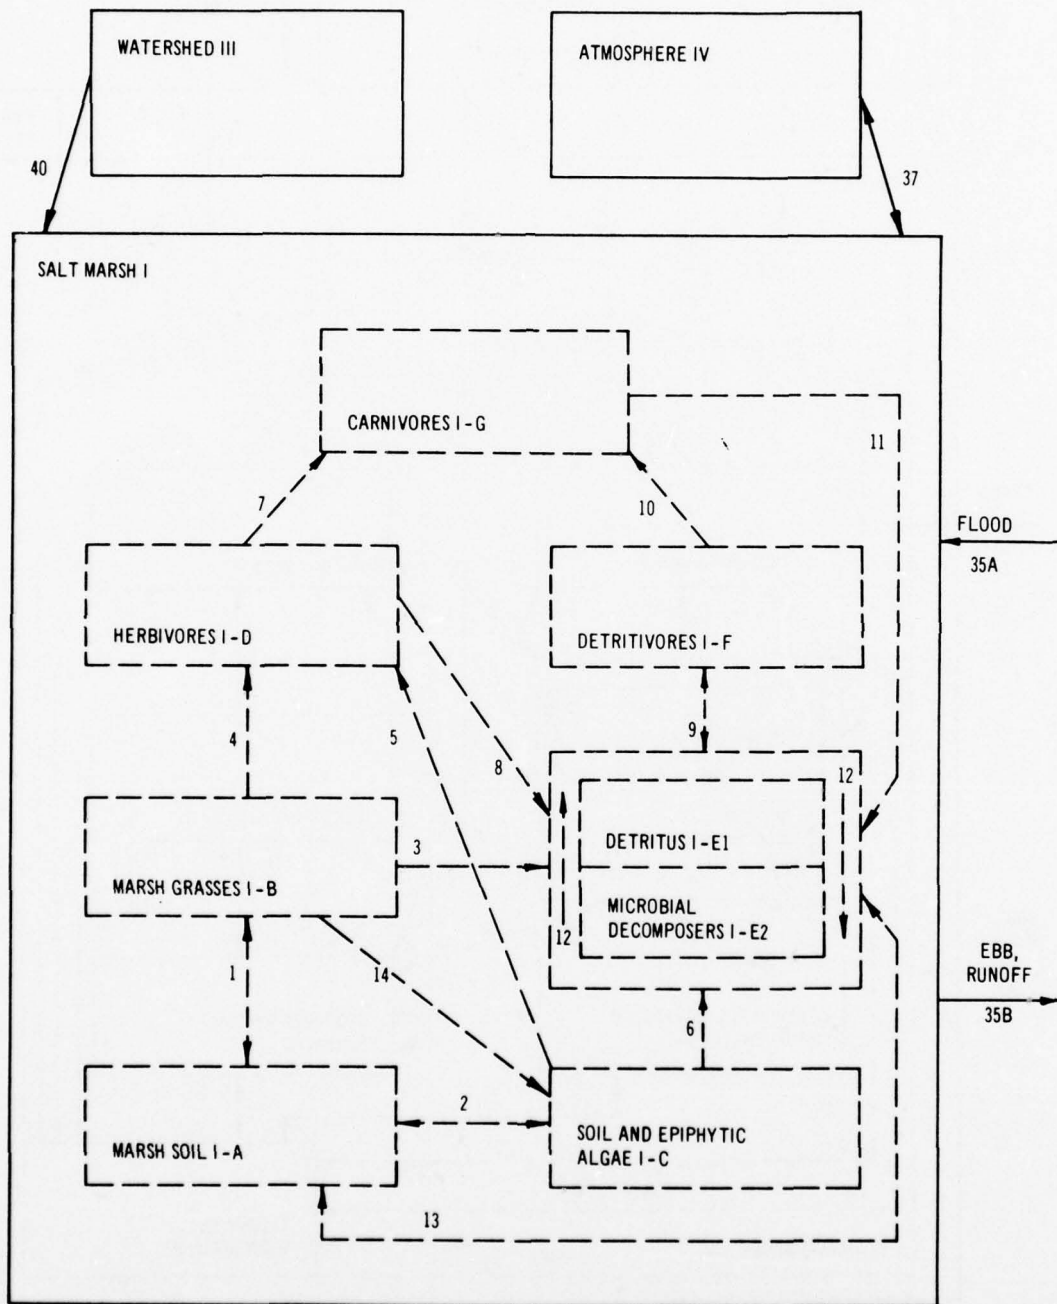 WATERSHED III
ATMOSPHERE IV
40
37
SALT MARSH I
CARNIVORES I-G
11
7
10
FLOOD
35A
HERBIVORES I-D
DETRITIVORES I-F
4
5
8
9
12
3
DETRITUS I-E1
MARSH GRASSES I-B
MICROBIAL
DECOMPOSERS I-E2
12
1
14
EBB,
RUNOFF
35B
6
2
MARSH SOIL I-A
SOIL AND EPIPHYTIC
ALGAE I-C
13